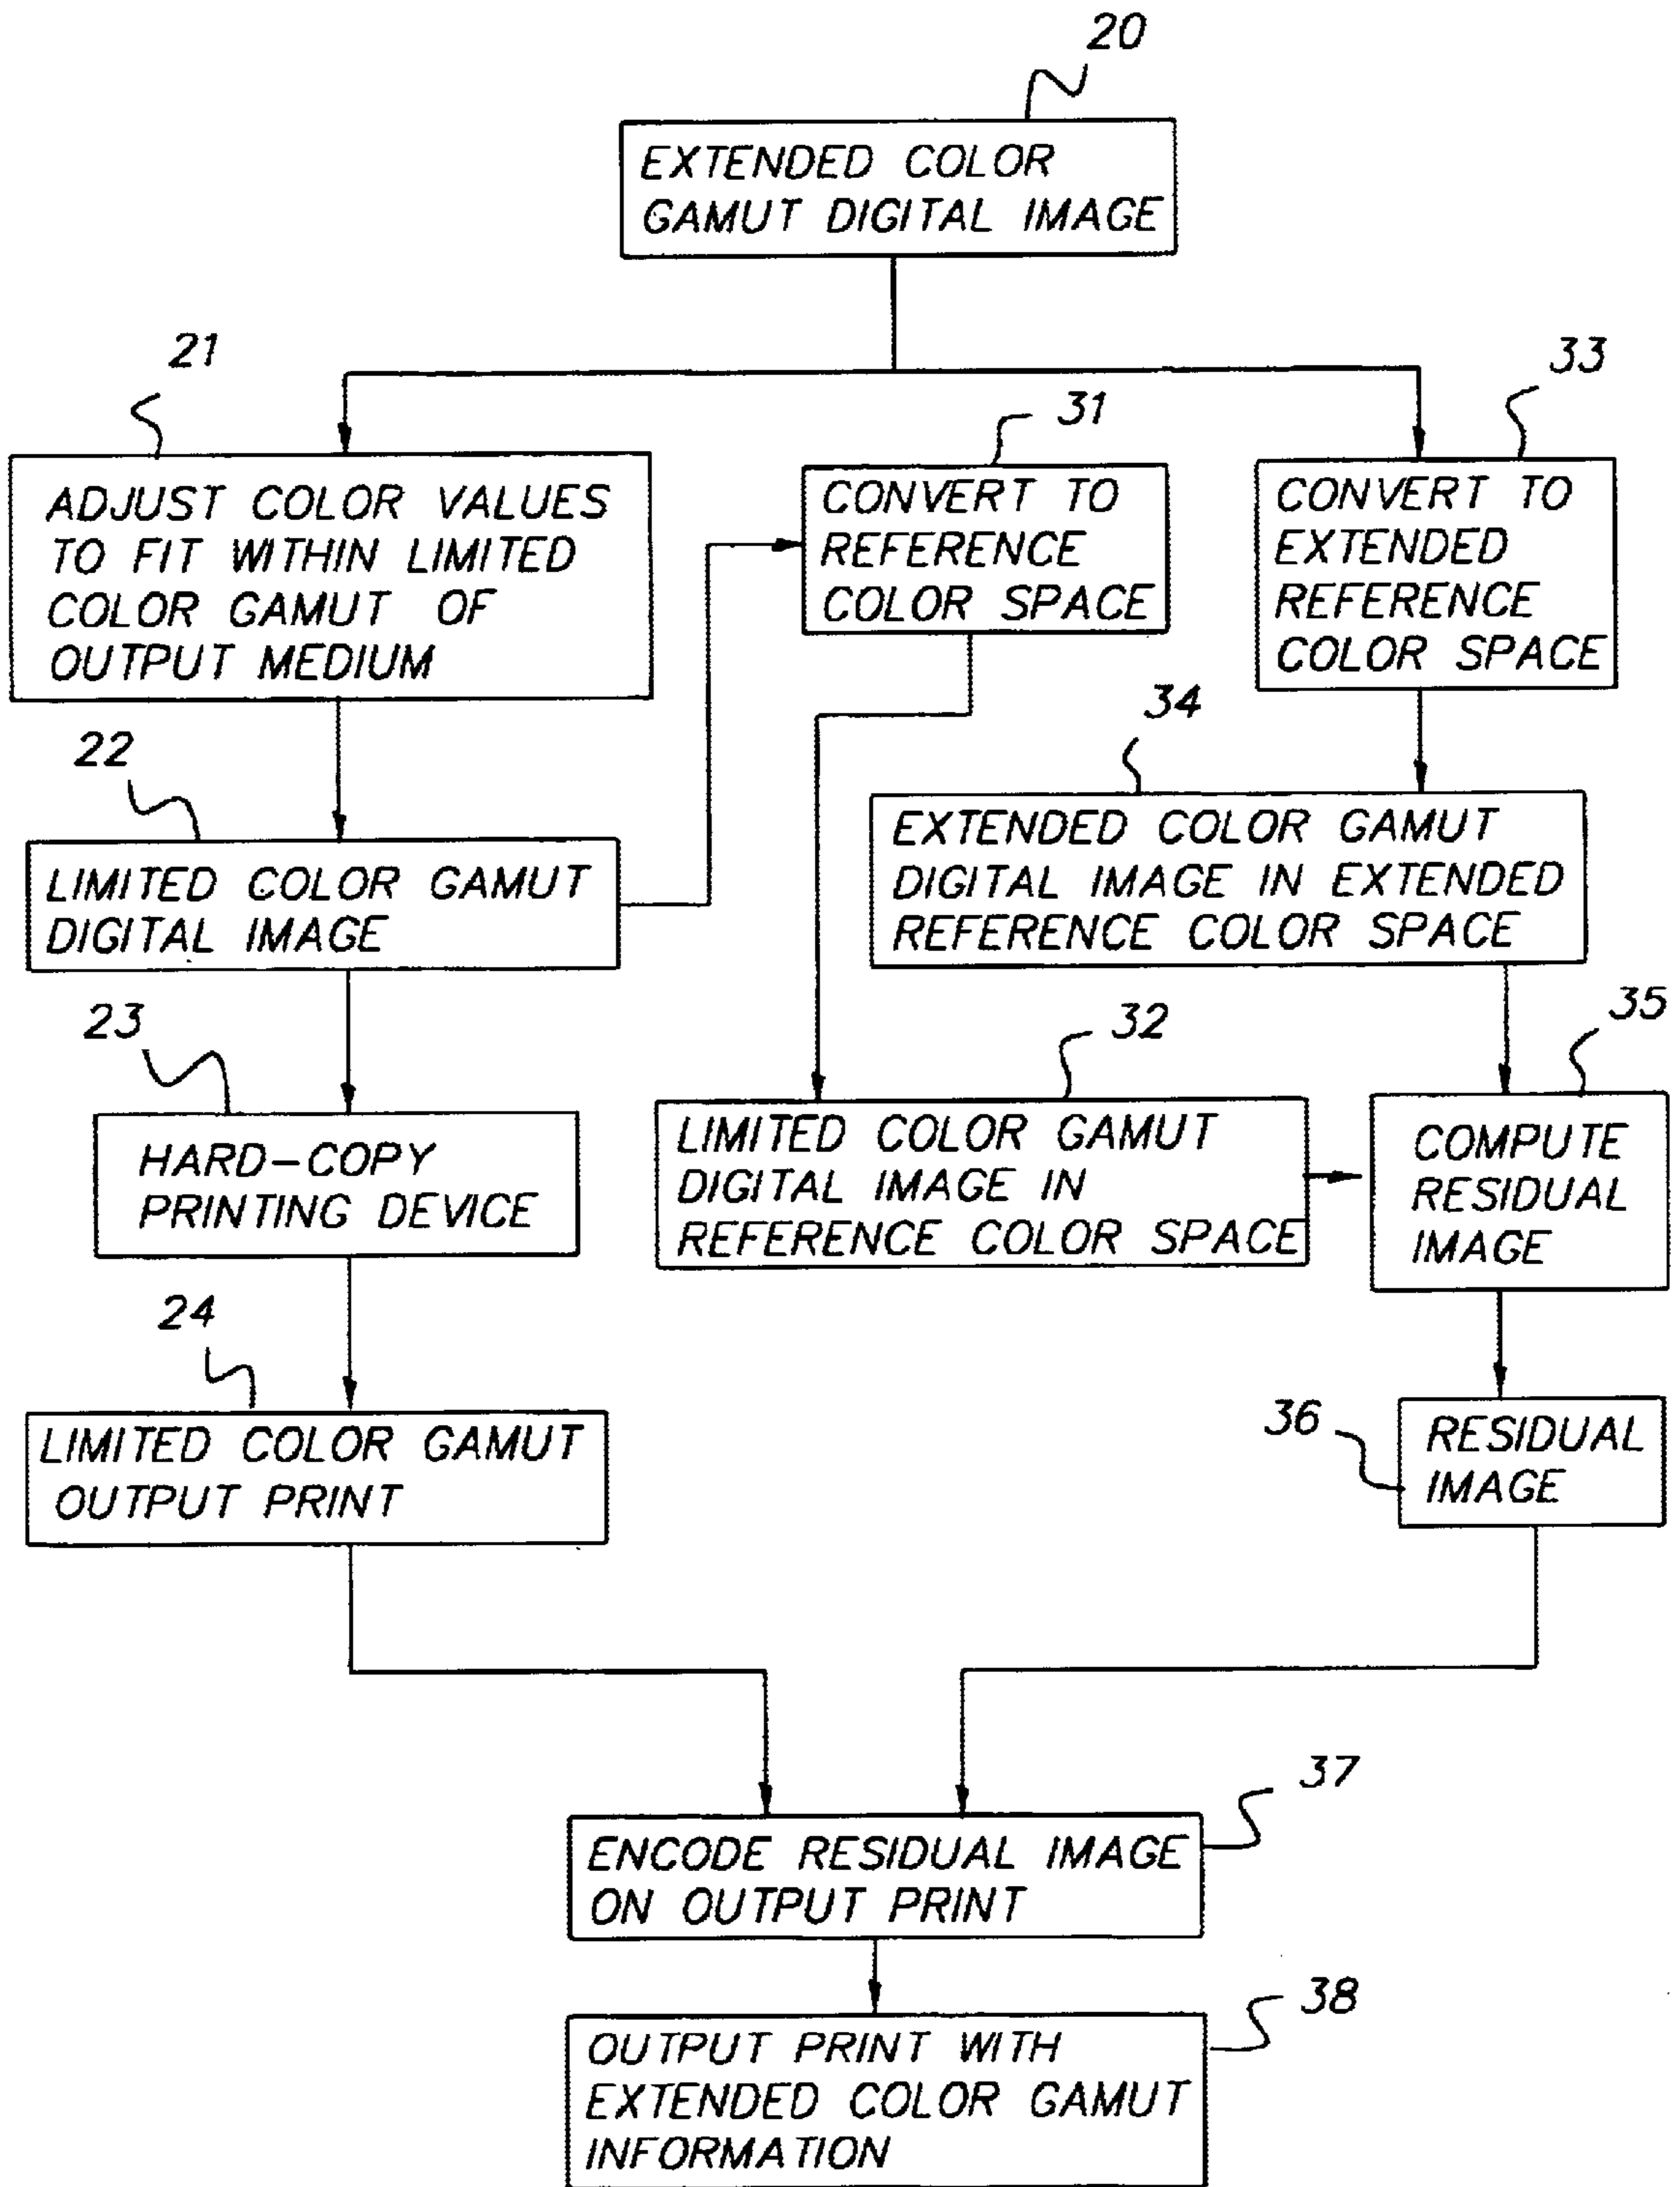 20
EXTENDED COLOR
GAMUT DIGITAL IMAGE
21
ADJUST COLOR VALUES
TO FIT WITHIN LIMITED
COLOR GAMUT OF
OUTPUT MEDIUM
31
CONVERT TO
REFERENCE
COLOR SPACE
33
CONVERT TO
EXTENDED
REFERENCE
COLOR SPACE
22
LIMITED COLOR GAMUT
DIGITAL IMAGE
34
EXTENDED COLOR GAMUT
DIGITAL IMAGE IN EXTENDED
REFERENCE COLOR SPACE
23
HARD-COPY
PRINTING DEVICE
32
LIMITED COLOR GAMUT
DIGITAL IMAGE IN
REFERENCE COLOR SPACE
35
COMPUTE
RESIDUAL
IMAGE
24
LIMITED COLOR GAMUT
OUTPUT PRINT
36
RESIDUAL
IMAGE
37
ENCODE RESIDUAL IMAGE
ON OUTPUT PRINT
38
OUTPUT PRINT WITH
EXTENDED COLOR GAMUT
INFORMATION